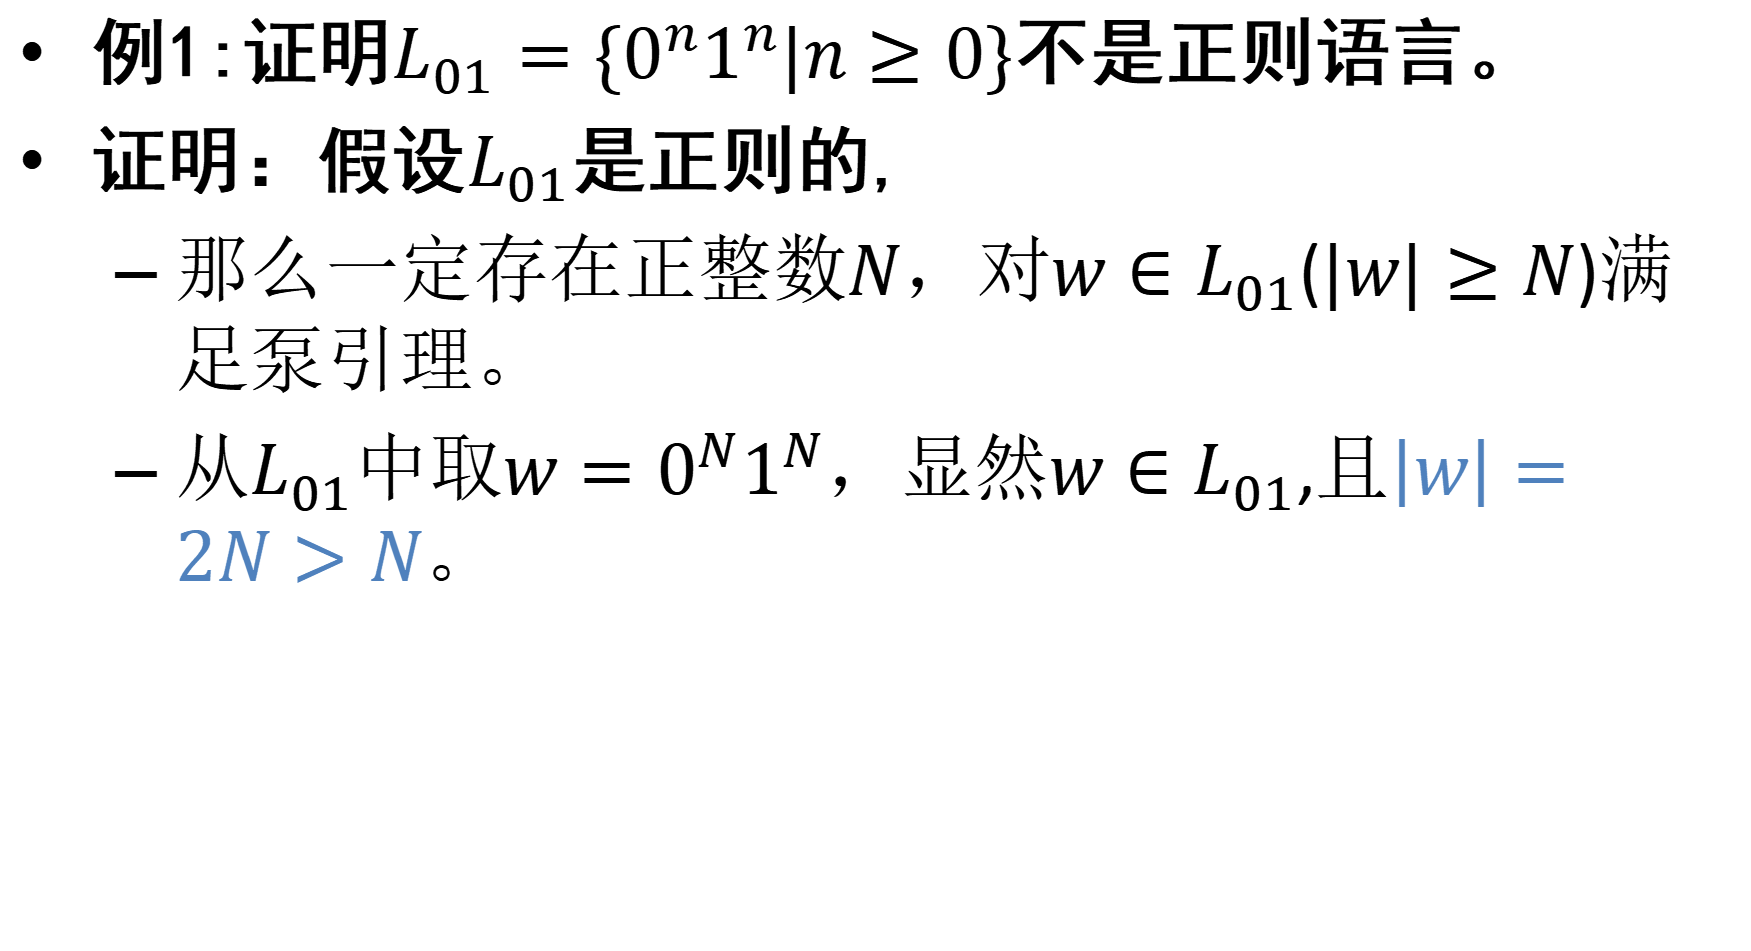 • 例1:证明L₀₁ = {0ⁿ1ⁿ|n ≥ 0}不是正则语言。
• 证明：假设L₀₁是正则的,
– 那么一定存在正整数N，对w ∈ L₀₁(|w| ≥ N)满
足泵引理。
– 从L₀₁中取w = 0ᴺ1ᴺ，显然w ∈ L₀₁,且|w| =
2N > N。